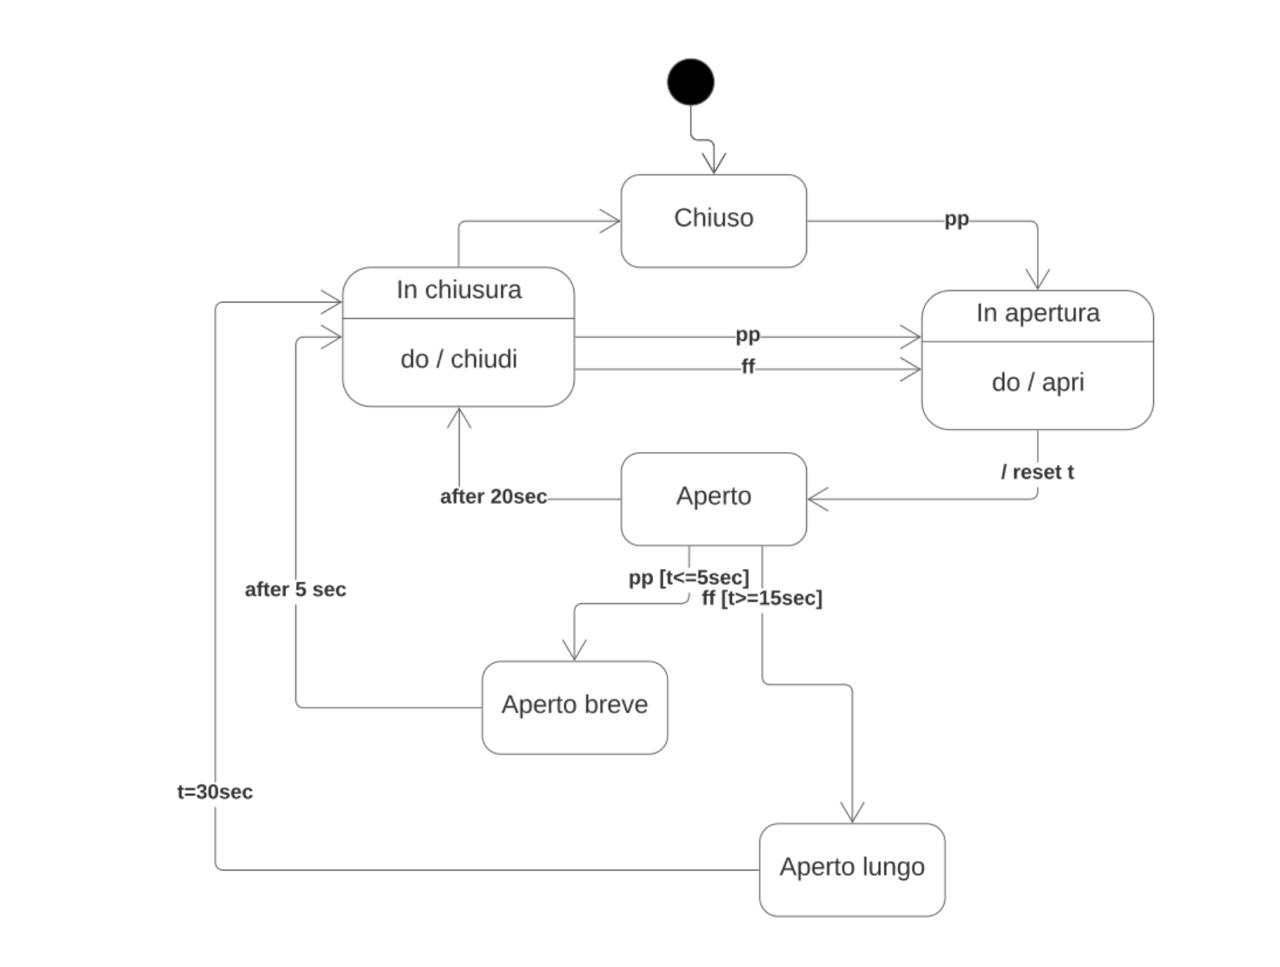 Chiuso
pp
In chiusura
do / chiudi
pp
ff
In apertura
do / apri
/ reset t
Aperto
after 20sec
pp [t<=5sec]
ff [t>=15sec]
after 5 sec
Aperto breve
t=30sec
Aperto lungo